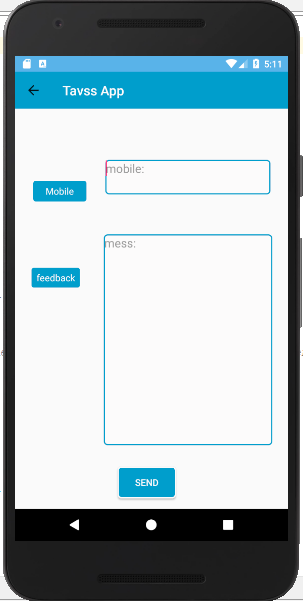 5:11
Tavss App
mobile:
Mobile
mess:
feedback
SEND